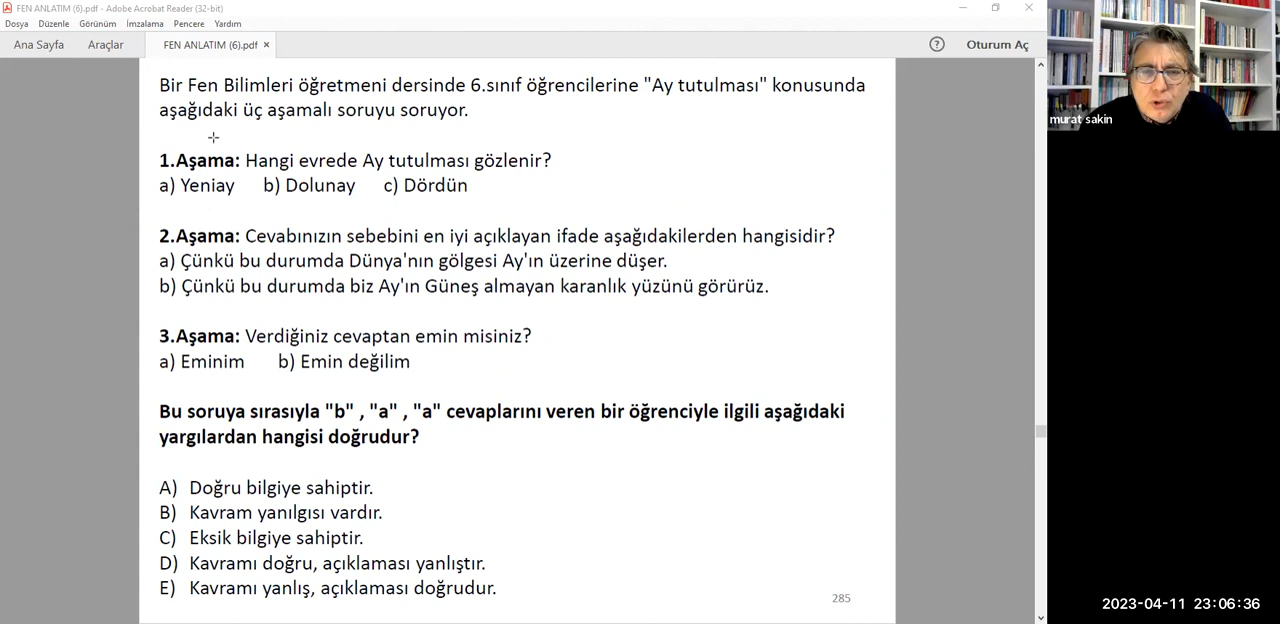 FEN ANLATIM (6).pdf - Adobe Acrobat Reader (32-bit)
Dosya Düzenle Görünüm İmzalama Pencere Yardım
Ana Sayfa Araçlar FEN ANLATIM (6).pdf × ? Oturum Aç
Bir Fen Bilimleri öğretmeni dersinde 6.sınıf öğrencilerine "Ay tutulması" konusunda
aşağıdaki üç aşamalı soruyu soruyor.
1.Aşama: Hangi evrede Ay tutulması gözlenir?
a) Yeniay b) Dolunay c) Dördün
2.Aşama: Cevabınızın sebebini en iyi açıklayan ifade aşağıdakilerden hangisidir?
a) Çünkü bu durumda Dünya'nın gölgesi Ay'ın üzerine düşer.
b) Çünkü bu durumda biz Ay'ın Güneş almayan karanlık yüzünü görürüz.
3.Aşama: Verdiğiniz cevaptan emin misiniz?
a) Eminim b) Emin değilim
Bu soruya sırasıyla "b" , "a" , "a" cevaplarını veren bir öğrenciyle ilgili aşağıdaki
yargılardan hangisi doğrudur?
A) Doğru bilgiye sahiptir.
B) Kavram yanılgısı vardır.
C) Eksik bilgiye sahiptir.
D) Kavramı doğru, açıklaması yanlıştır.
E) Kavramı yanlış, açıklaması doğrudur.
285
murat sakin
2023-04-11 23:06:36